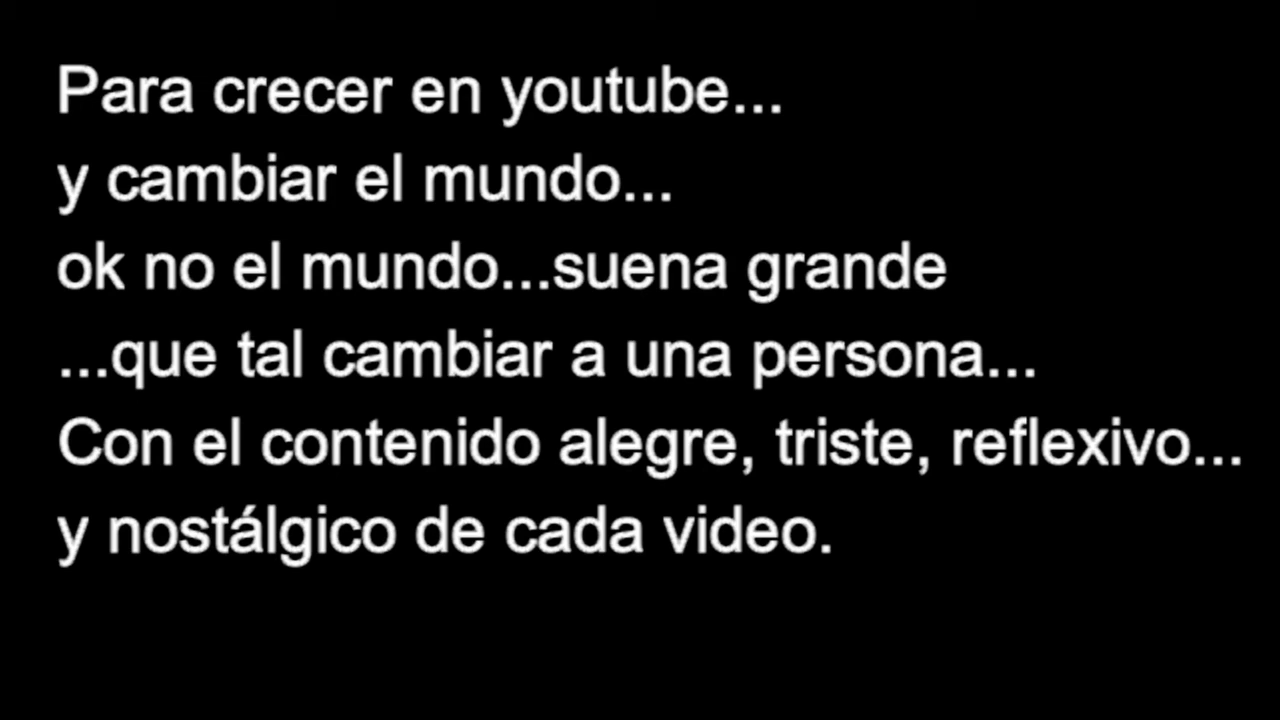 Para crecer en youtube...
y cambiar el mundo...
ok no el mundo...suena grande
...que tal cambiar a una persona...
Con el contenido alegre, triste, reflexivo...
y nostálgico de cada video.